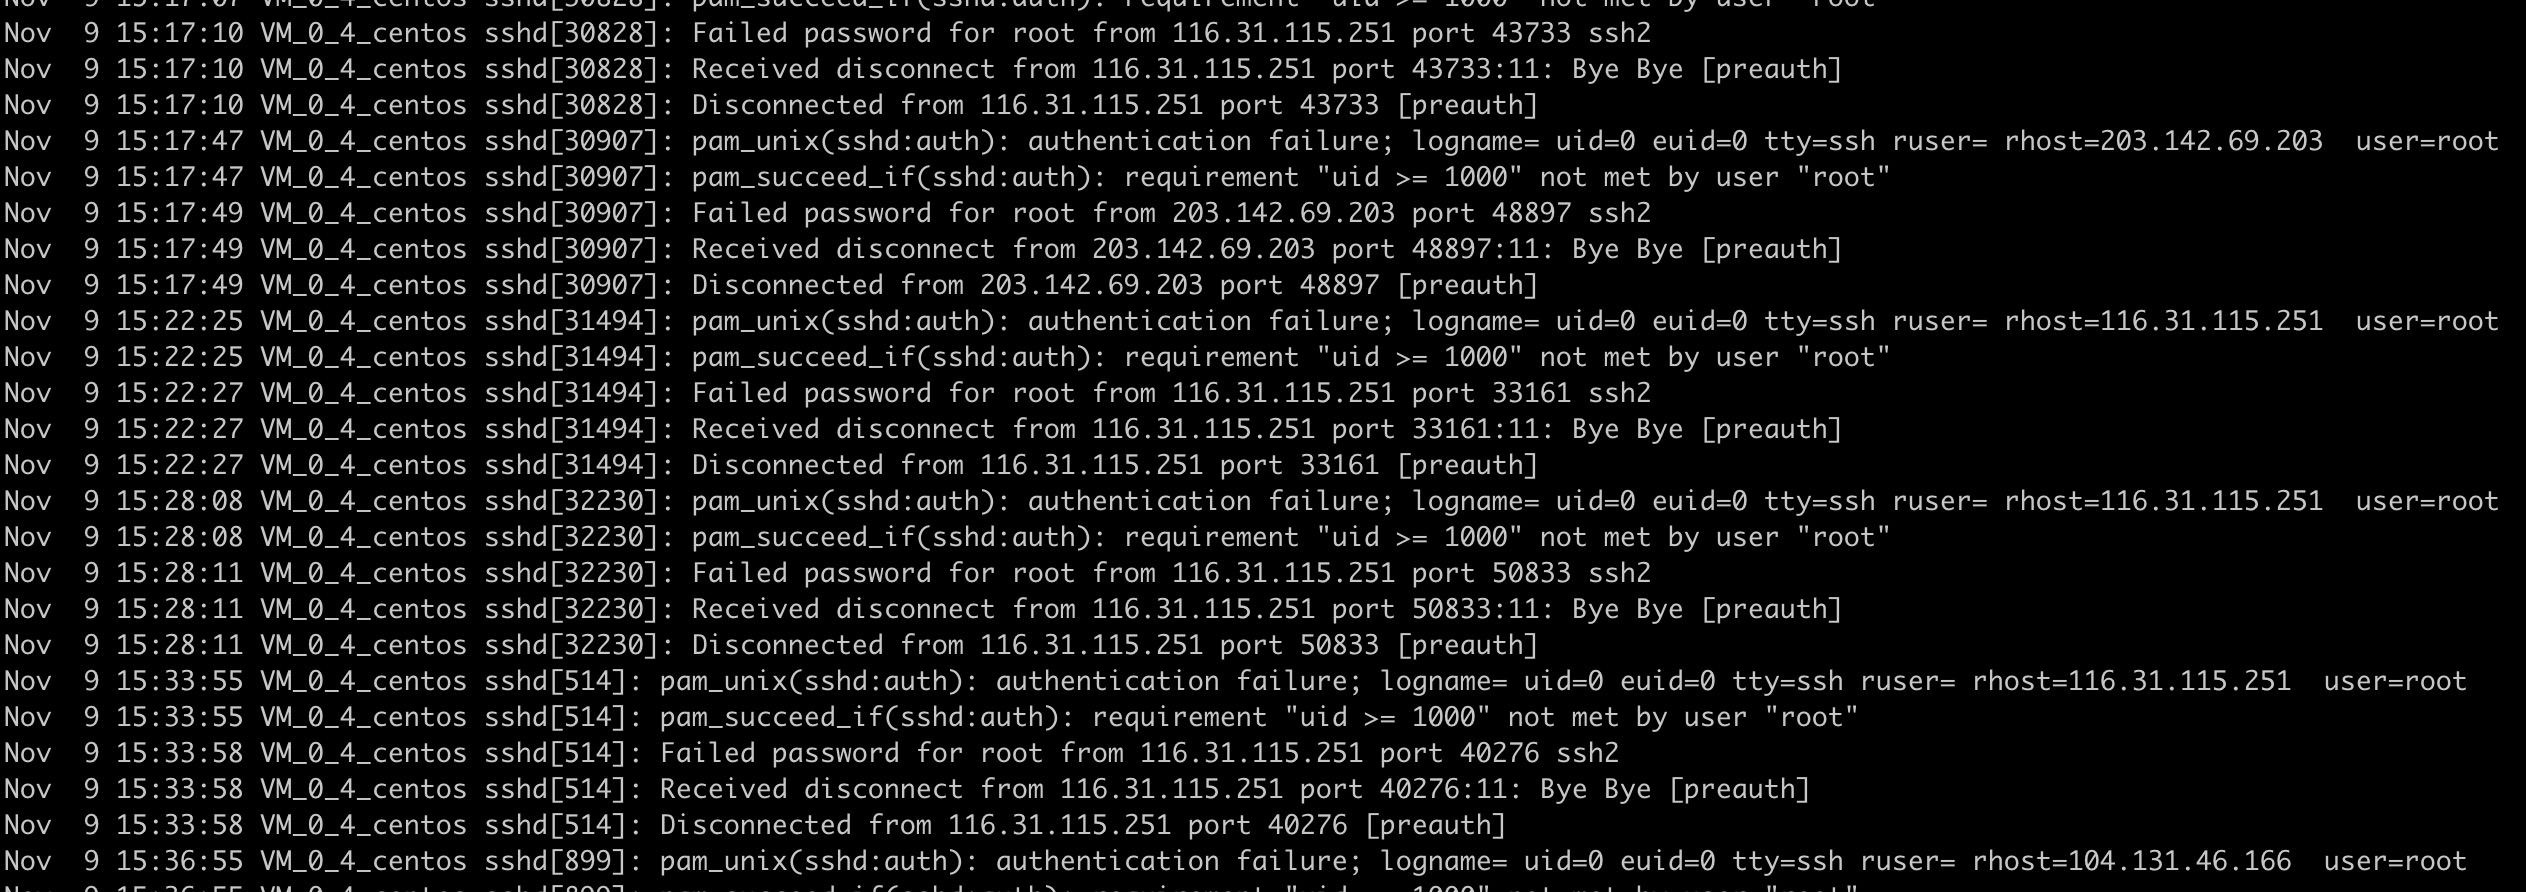 Nov  9 15:17:07 VM_0_4_centos sshd[30828]: pam_succeed_if(sshd:auth): requirement "uid >= 1000" not met by user "root"
Nov  9 15:17:10 VM_0_4_centos sshd[30828]: Failed password for root from 116.31.115.251 port 43733 ssh2
Nov  9 15:17:10 VM_0_4_centos sshd[30828]: Received disconnect from 116.31.115.251 port 43733:11: Bye Bye [preauth]
Nov  9 15:17:10 VM_0_4_centos sshd[30828]: Disconnected from 116.31.115.251 port 43733 [preauth]
Nov  9 15:17:47 VM_0_4_centos sshd[30907]: pam_unix(sshd:auth): authentication failure; logname= uid=0 euid=0 tty=ssh ruser= rhost=203.142.69.203  user=root
Nov  9 15:17:47 VM_0_4_centos sshd[30907]: pam_succeed_if(sshd:auth): requirement "uid >= 1000" not met by user "root"
Nov  9 15:17:49 VM_0_4_centos sshd[30907]: Failed password for root from 203.142.69.203 port 48897 ssh2
Nov  9 15:17:49 VM_0_4_centos sshd[30907]: Received disconnect from 203.142.69.203 port 48897:11: Bye Bye [preauth]
Nov  9 15:17:49 VM_0_4_centos sshd[30907]: Disconnected from 203.142.69.203 port 48897 [preauth]
Nov  9 15:22:25 VM_0_4_centos sshd[31494]: pam_unix(sshd:auth): authentication failure; logname= uid=0 euid=0 tty=ssh ruser= rhost=116.31.115.251  user=root
Nov  9 15:22:25 VM_0_4_centos sshd[31494]: pam_succeed_if(sshd:auth): requirement "uid >= 1000" not met by user "root"
Nov  9 15:22:27 VM_0_4_centos sshd[31494]: Failed password for root from 116.31.115.251 port 33161 ssh2
Nov  9 15:22:27 VM_0_4_centos sshd[31494]: Received disconnect from 116.31.115.251 port 33161:11: Bye Bye [preauth]
Nov  9 15:22:27 VM_0_4_centos sshd[31494]: Disconnected from 116.31.115.251 port 33161 [preauth]
Nov  9 15:28:08 VM_0_4_centos sshd[32230]: pam_unix(sshd:auth): authentication failure; logname= uid=0 euid=0 tty=ssh ruser= rhost=116.31.115.251  user=root
Nov  9 15:28:08 VM_0_4_centos sshd[32230]: pam_succeed_if(sshd:auth): requirement "uid >= 1000" not met by user "root"
Nov  9 15:28:11 VM_0_4_centos sshd[32230]: Failed password for root from 116.31.115.251 port 50833 ssh2
Nov  9 15:28:11 VM_0_4_centos sshd[32230]: Received disconnect from 116.31.115.251 port 50833:11: Bye Bye [preauth]
Nov  9 15:28:11 VM_0_4_centos sshd[32230]: Disconnected from 116.31.115.251 port 50833 [preauth]
Nov  9 15:33:55 VM_0_4_centos sshd[514]: pam_unix(sshd:auth): authentication failure; logname= uid=0 euid=0 tty=ssh ruser= rhost=116.31.115.251  user=root
Nov  9 15:33:55 VM_0_4_centos sshd[514]: pam_succeed_if(sshd:auth): requirement "uid >= 1000" not met by user "root"
Nov  9 15:33:58 VM_0_4_centos sshd[514]: Failed password for root from 116.31.115.251 port 40276 ssh2
Nov  9 15:33:58 VM_0_4_centos sshd[514]: Received disconnect from 116.31.115.251 port 40276:11: Bye Bye [preauth]
Nov  9 15:33:58 VM_0_4_centos sshd[514]: Disconnected from 116.31.115.251 port 40276 [preauth]
Nov  9 15:36:55 VM_0_4_centos sshd[899]: pam_unix(sshd:auth): authentication failure; logname= uid=0 euid=0 tty=ssh ruser= rhost=104.131.46.166  user=root